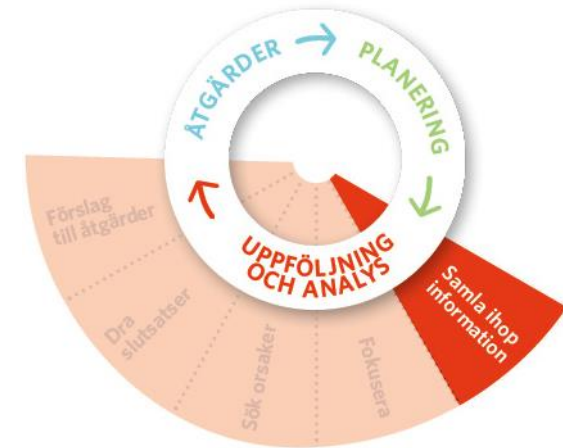 ÅTGÄRDER
PLANERING
UPPFÖLJNING
OCH ANALYS
Samla ihop
information
Fokusera
Sök orsaker
Dra
slutsatser
Förslag
till åtgärder